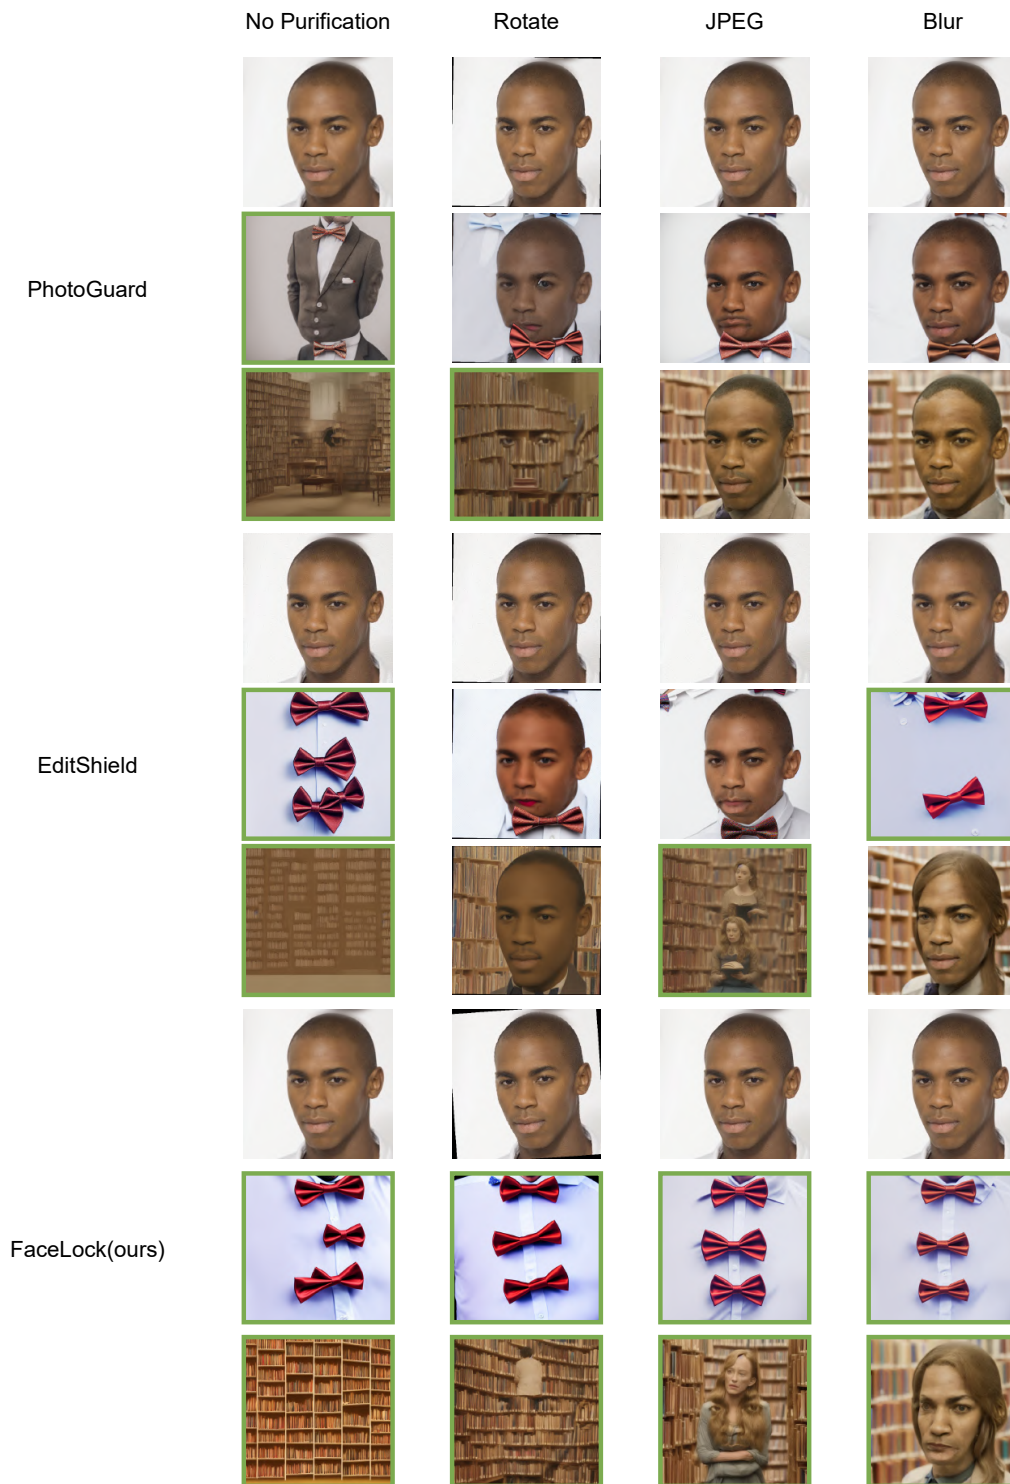 No Purification
Rotate
JPEG
Blur
PhotoGuard
EditShield
FaceLock(ours)